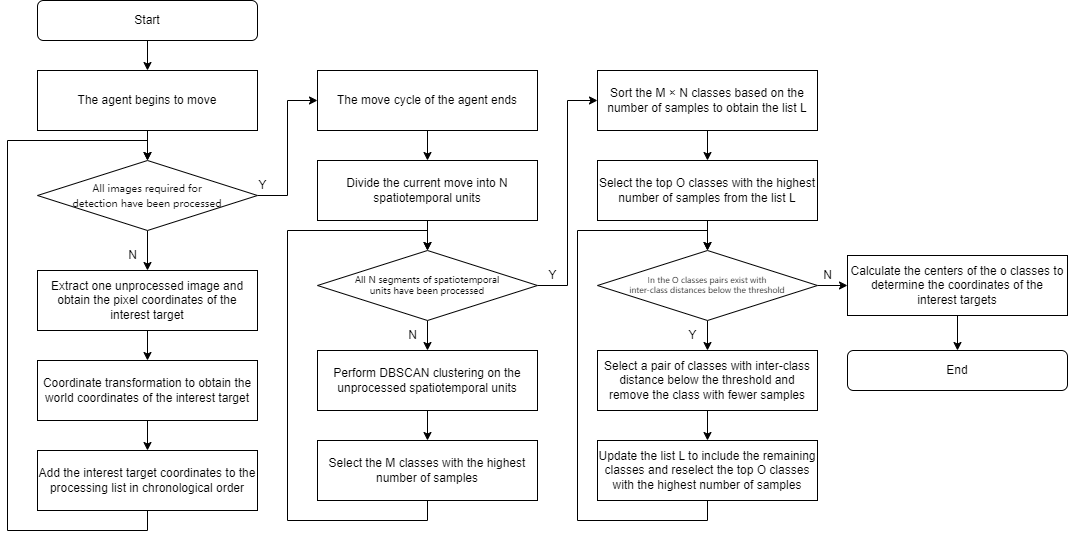 Start
The agent begins to move
All images required for
detection have been processed
Y
N
Extract one unprocessed image and
obtain the pixel coordinates of the
interest target
Coordinate transformation to obtain the
world coordinates of the interest target
Add the interest target coordinates to the
processing list in chronological order
The move cycle of the agent ends
Divide the current move into N
spatiotemporal units
All N segments of spatiotemporal
units have been processed
Y
N
Perform DBSCAN clustering on the
unprocessed spatiotemporal units
Select the M classes with the highest
number of samples
Sort the M × N classes based on the
number of samples to obtain the list L
Select the top O classes with the highest
number of samples from the list L
In the O classes pairs exist with
inter-class distances below the threshold
N
Y
Select a pair of classes with inter-class
distance below the threshold and
remove the class with fewer samples
Update the list L to include the remaining
classes and reselect the top O classes
with the highest number of samples
Calculate the centers of the o classes to
determine the coordinates of the
interest targets
End